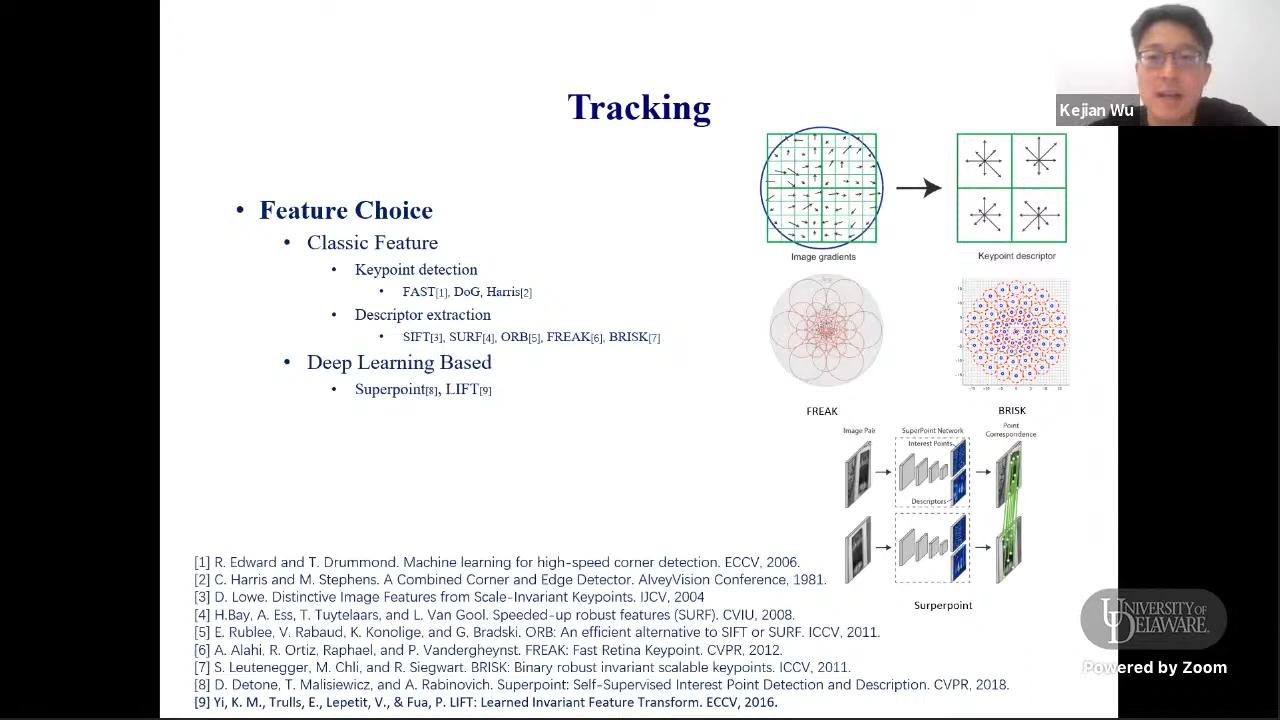 Kejian Wu
Tracking
• Feature Choice
• Classic Feature
• Keypoint detection
• FAST[1], DoG, Harris[2]
• Descriptor extraction
• SIFT[3], SURF[4], ORB[5], FREAK[6], BRISK[7]
• Deep Learning Based
• Superpoint[8], LIFT[9]
Image gradients
Keypoint descriptor
FREAK
BRISK
Image Pair
SuperPoint Network
Point
Correspondence
Interest Points
Descriptors
Surperpoint
[1] R. Edward and T. Drummond. Machine learning for high-speed corner detection. ECCV, 2006.
[2] C. Harris and M. Stephens. A Combined Corner and Edge Detector. AlveyVision Conference, 1981.
[3] D. Lowe. Distinctive Image Features from Scale-Invariant Keypoints. IJCV, 2004
[4] H.Bay, A. Ess, T. Tuytelaars, and L. Van Gool. Speeded-up robust features (SURF). CVIU, 2008.
[5] E. Rublee, V. Rabaud, K. Konolige, and G. Bradski. ORB: An efficient alternative to SIFT or SURF. ICCV, 2011.
[6] A. Alahi, R. Ortiz, Raphael, and P. Vandergheynst. FREAK: Fast Retina Keypoint. CVPR, 2012.
[7] S. Leutenegger, M. Chli, and R. Siegwart. BRISK: Binary robust invariant scalable keypoints. ICCV, 2011.
[8] D. Detone, T. Malisiewicz, and A. Rabinovich. Superpoint: Self-Supervised Interest Point Detection and Description. CVPR, 2018.
[9] Yi, K. M., Trulls, E., Lepetit, V., & Fua, P. LIFT: Learned Invariant Feature Transform. ECCV, 2016.
UNIVERSITY OF
DELAWARE.
Powered by Zoom